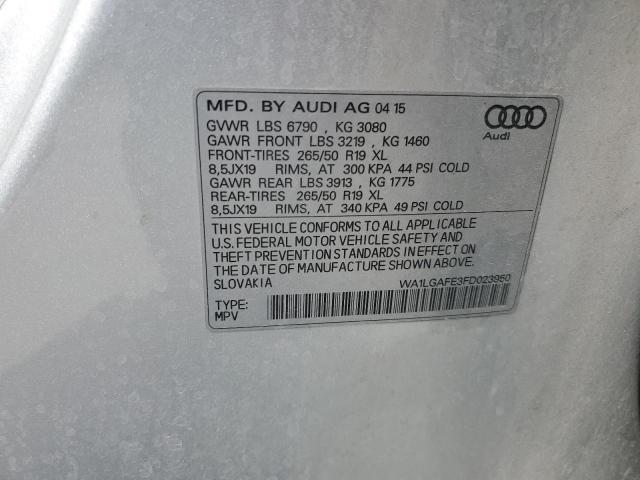 MFD. BY AUDI AG 04 15
GVWR LBS 6790 , KG 3080
GAWR FRONT LBS 3219 , KG 1460
FRONT-TIRES 265/50 R19 XL
8,5JX19 RIMS, AT 300 KPA 44 PSI COLD
GAWR REAR LBS 3913 , KG 1775
REAR-TIRES 265/50 R19 XL
8,5JX19 RIMS, AT 340 KPA 49 PSI COLD
Audi
THIS VEHICLE CONFORMS TO ALL APPLICABLE
U.S. FEDERAL MOTOR VEHICLE SAFETY AND
THEFT PREVENTION STANDARDS IN EFFECT ON
THE DATE OF MANUFACTURE SHOWN ABOVE.
SLOVAKIA
WA1LGAFE3FD023950
TYPE:
MPV